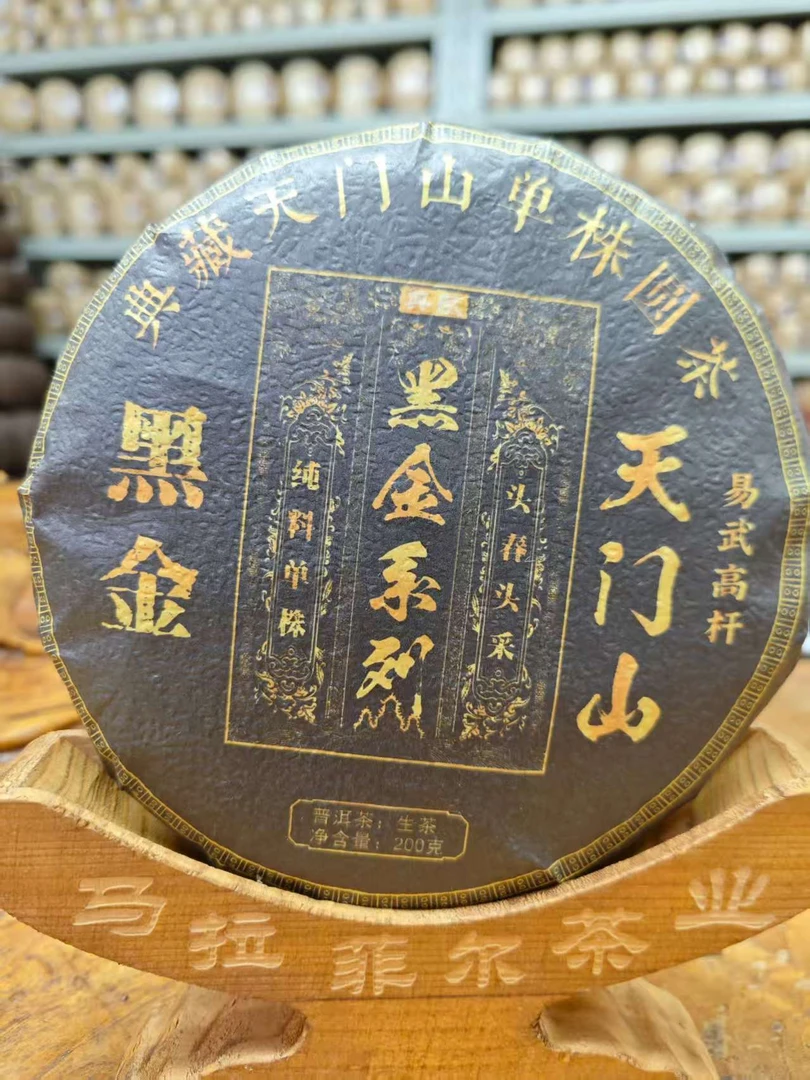 典藏天门山单株圆茶
黑金
纯料单株
黑金系列
头春头采
天门山
易武高杆
普洱茶：生茶
净含量：200克
马拉菲尔茶业